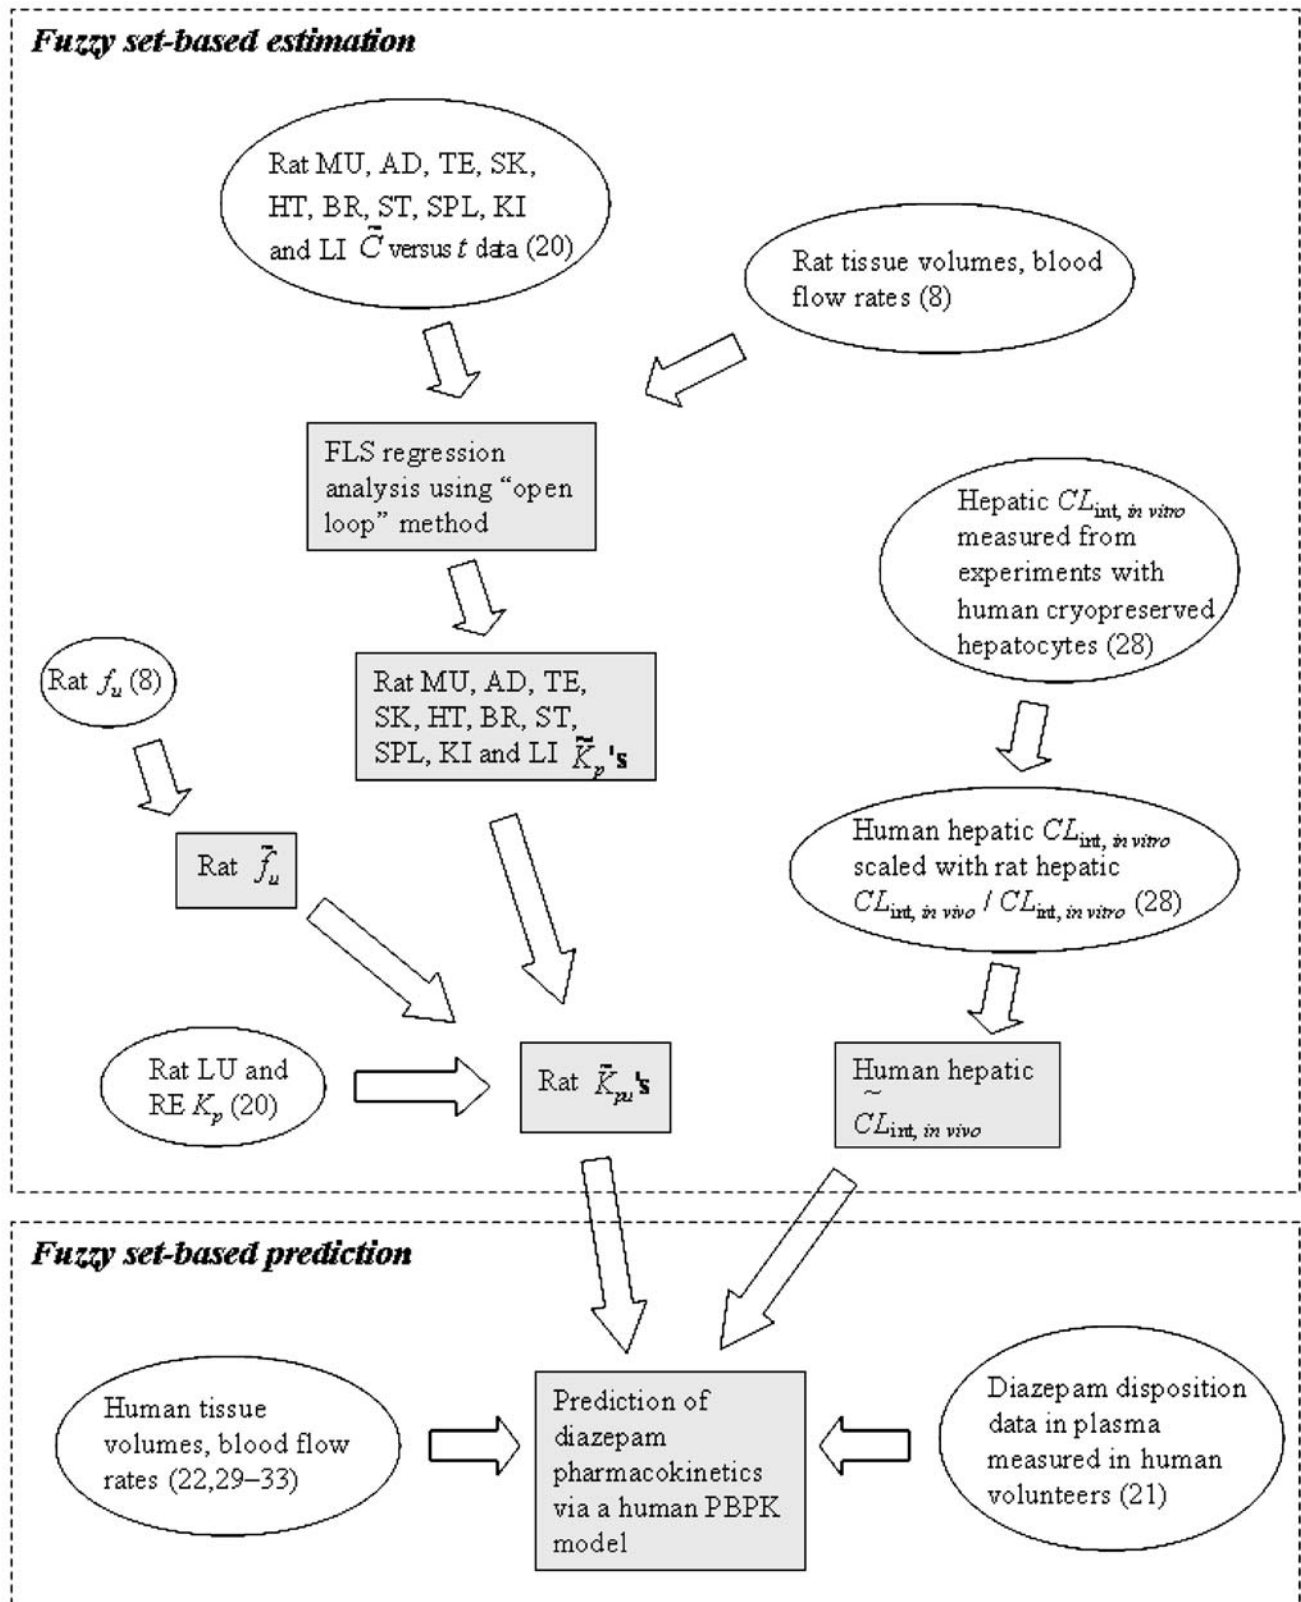 Fuzzy set-based estimation
Rat MU, AD, TE, SK,
HT, BR, ST, SPL, KI
and LI C̃ versus t data (20)
Rat tissue volumes, blood
flow rates (8)
FLS regression
analysis using “open
loop” method
Hepatic CLint, in vitro
measured from
experiments with
human cryopreserved
hepatocytes (28)
Rat fu (8)
Rat MU, AD, TE,
SK, HT, BR, ST,
SPL, KI and LI K̃p's
Human hepatic CLint, in vitro
scaled with rat hepatic
CLint, in vivo / CLint, in vitro (28)
Rat f̃u
Rat LU and
RE Kp (20)
Rat K̃pu's
Human hepatic
~
CLint, in vivo
Fuzzy set-based prediction
Human tissue
volumes, blood flow
rates (22,29–33)
Prediction of
diazepam
pharmacokinetics
via a human PBPK
model
Diazepam disposition
data in plasma
measured in human
volunteers (21)